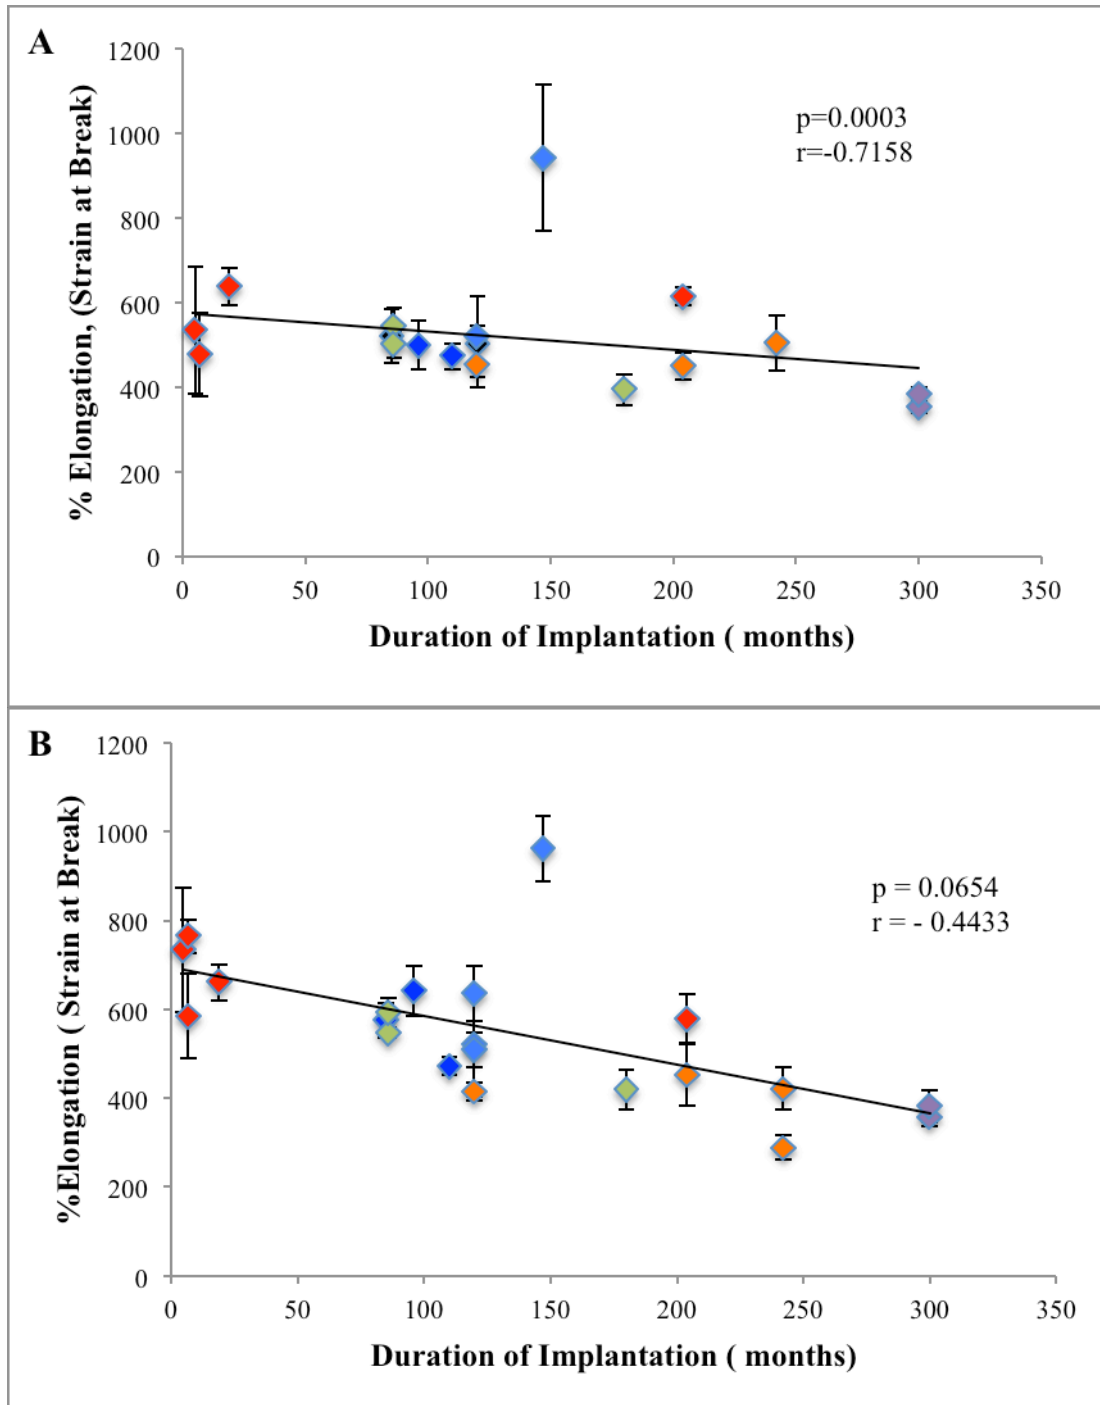 A
% Elongation, (Strain at Break)
1200
1000
800
600
400
200
0
p=0.0003
r=-0.7158
0 50 100 150 200 250 300 350
Duration of Implantation ( months)
B
%Elongation ( Strain at Break)
1200
1000
800
600
400
200
0
p = 0.0654
r = - 0.4433
0 50 100 150 200 250 300 350
Duration of Implantation ( months)